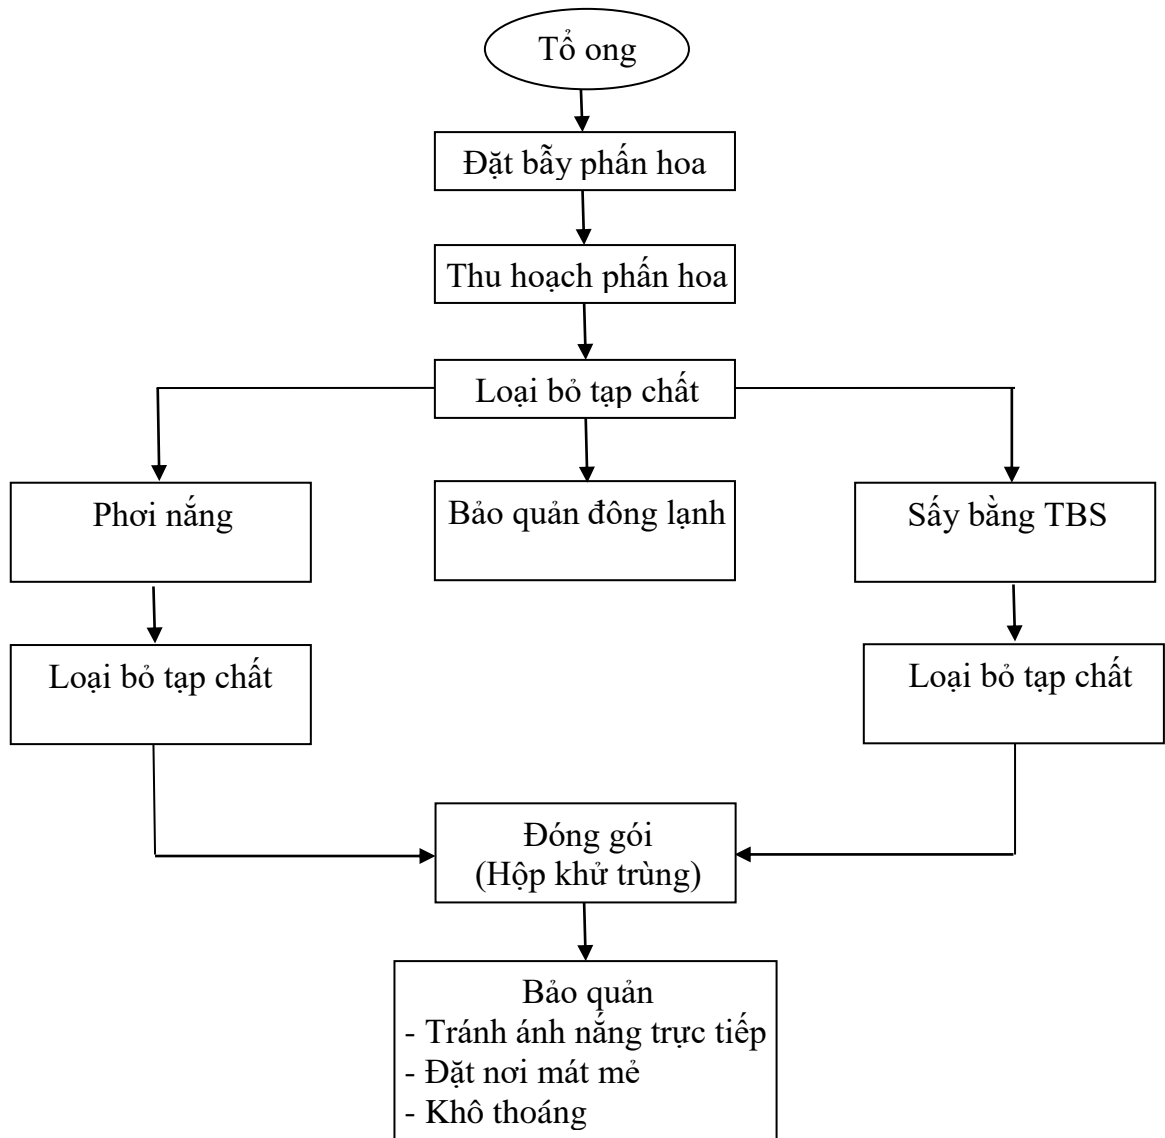 Tổ ong
Đặt bẫy phấn hoa
Thu hoạch phấn hoa
Loại bỏ tạp chất
Phơi nắng
Bảo quản đông lạnh
Sấy bằng TBS
Loại bỏ tạp chất
Loại bỏ tạp chất
Đóng gói
(Hộp khử trùng)
Bảo quản
- Tránh ánh nắng trực tiếp
- Đặt nơi mát mẻ
- Khô thoáng